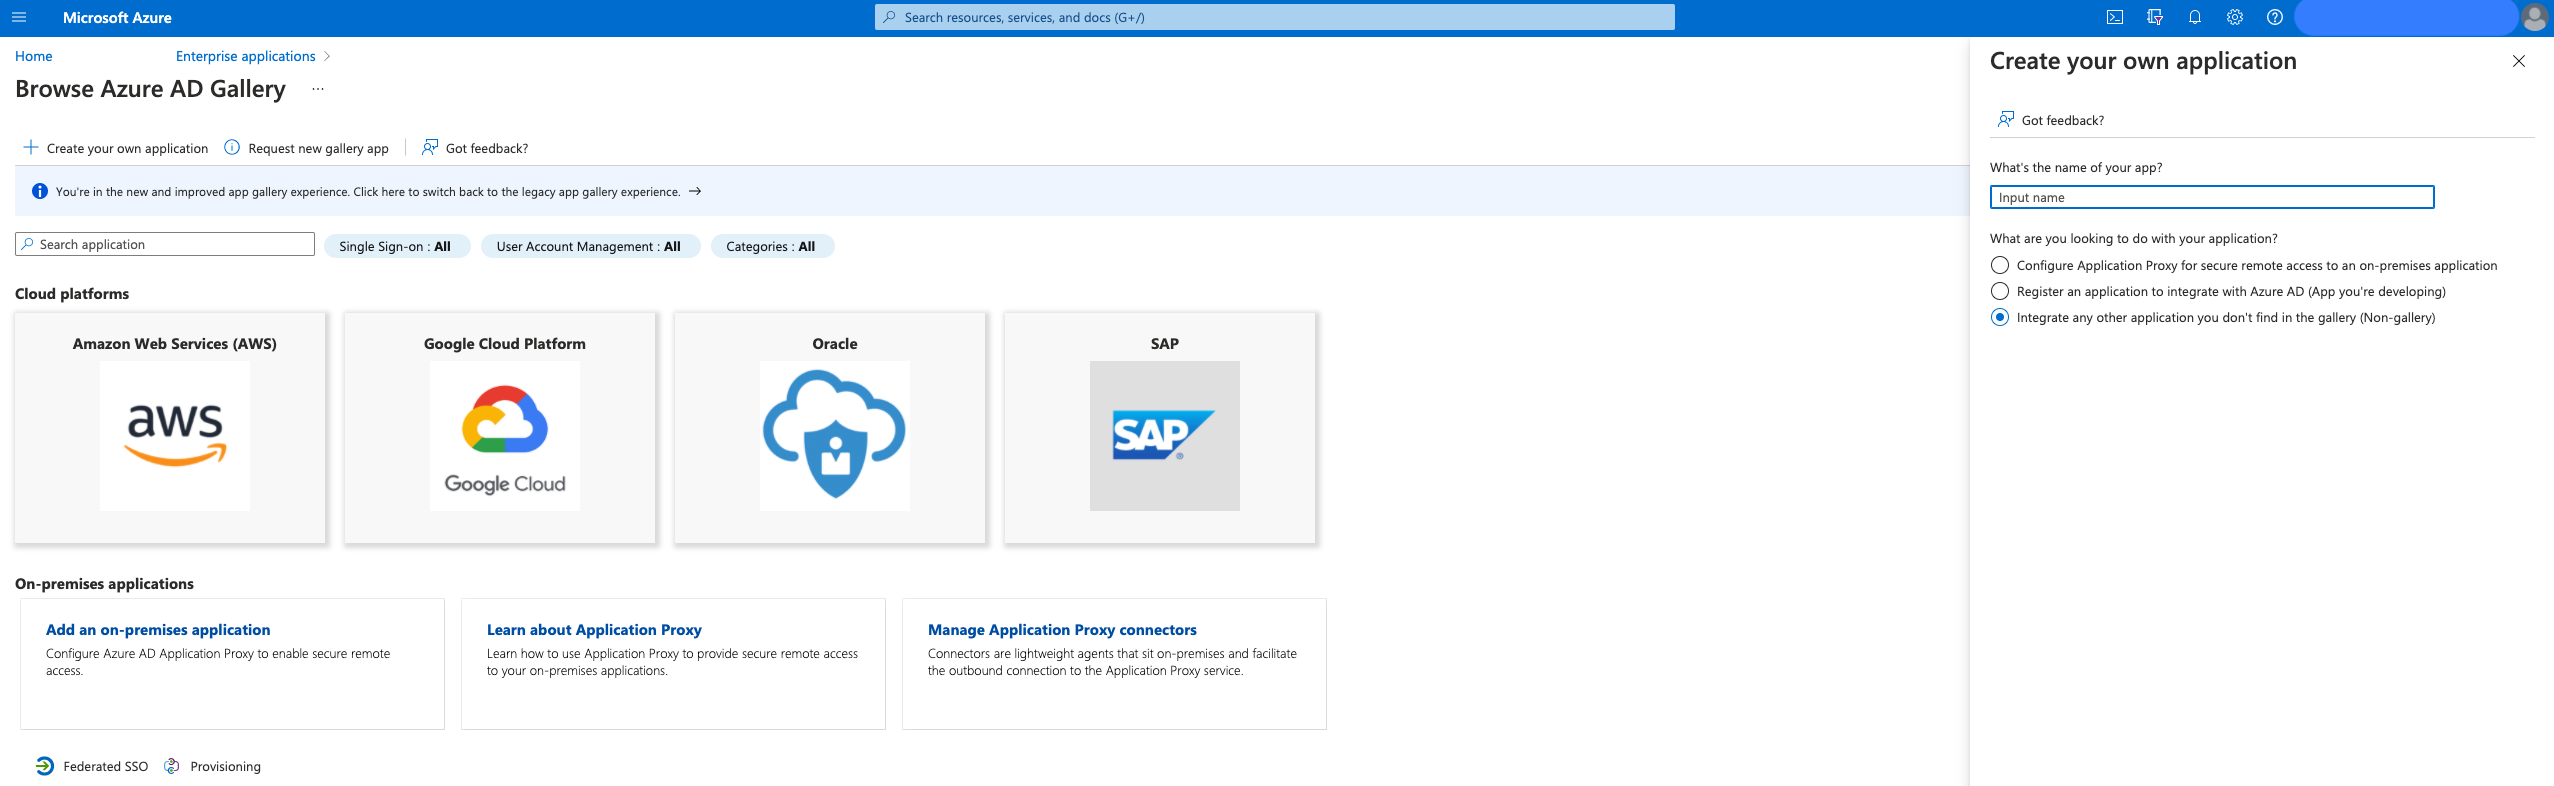 Microsoft Azure
Search resources, services, and docs (G+/)
Home
Enterprise applications
Browse Azure AD Gallery
...
Create your own application
Request new gallery app
Got feedback?
You're in the new and improved app gallery experience. Click here to switch back to the legacy app gallery experience.
Search application
Single Sign-on : All
User Account Management : All
Categories : All
Cloud platforms
Amazon Web Services (AWS)
aws
Google Cloud Platform
Google Cloud
Oracle
SAP
SAP®
On-premises applications
Add an on-premises application
Configure Azure AD Application Proxy to enable secure remote
access.
Learn about Application Proxy
Learn how to use Application Proxy to provide secure remote access
to your on-premises applications.
Manage Application Proxy connectors
Connectors are lightweight agents that sit on-premises and facilitate
the outbound connection to the Application Proxy service.
Federated SSO
Provisioning
Create your own application
Got feedback?
What's the name of your app?
Input name
What are you looking to do with your application?
Configure Application Proxy for secure remote access to an on-premises application
Register an application to integrate with Azure AD (App you're developing)
Integrate any other application you don't find in the gallery (Non-gallery)